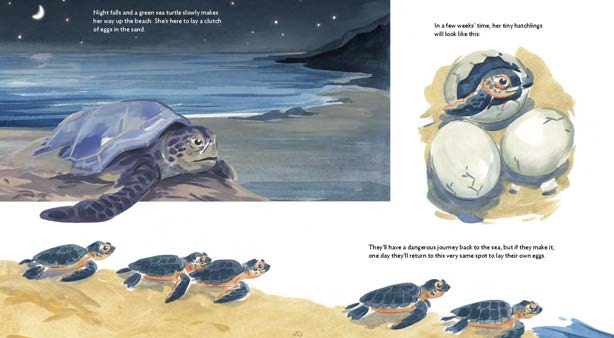 Night falls and a green sea turtle slowly makes
her way up the beach. She's here to lay a clutch
of eggs in the sand.
In a few weeks' time, her tiny hatchlings
will look like this:
They'll have a dangerous journey back to the sea, but if they make it,
one day they'll return to this very same spot to lay their own eggs.